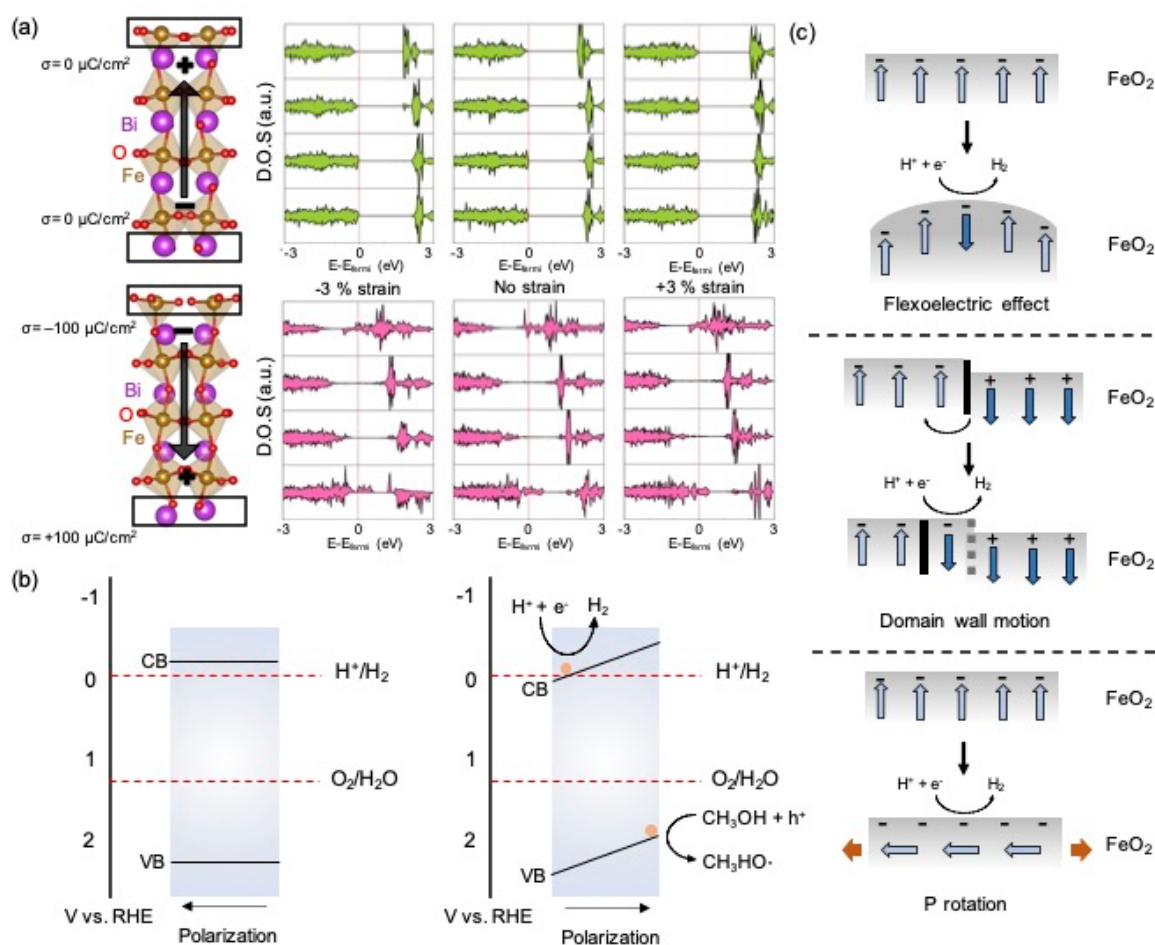 (a)
σ= 0 µC/cm²
Bi
O
Fe
σ= 0 µC/cm²
D.O.S (a.u.)
-3 0 3 -3 0 3 -3 0 3
E-Efermi (eV) E-Efermi (eV) E-Efermi (eV)
-3 % strain No strain +3 % strain
σ= –100 µC/cm²
Bi
O
Fe
σ= +100 µC/cm²
D.O.S (a.u.)
-3 0 3 -3 0 3 -3 0 3
E-Efermi (eV) E-Efermi (eV) E-Efermi (eV)
(b)
-1
0
1
2
V vs. RHE
CB
VB
H⁺/H₂
O₂/H₂O
Polarization
-1
0
1
2
V vs. RHE
H⁺ + e⁻ H₂
CB
VB
H⁺/H₂
O₂/H₂O
CH₃OH + h⁺
CH₃HO·
Polarization
(c)
- - - - -
FeO₂
H⁺ + e⁻ H₂
- - - - -
FeO₂
Flexoelectric effect
- - - + + +
FeO₂
H⁺ + e⁻ H₂
- - - + + +
FeO₂
Domain wall motion
- - - - -
FeO₂
H⁺ + e⁻ H₂
- - - - -
FeO₂
P rotation